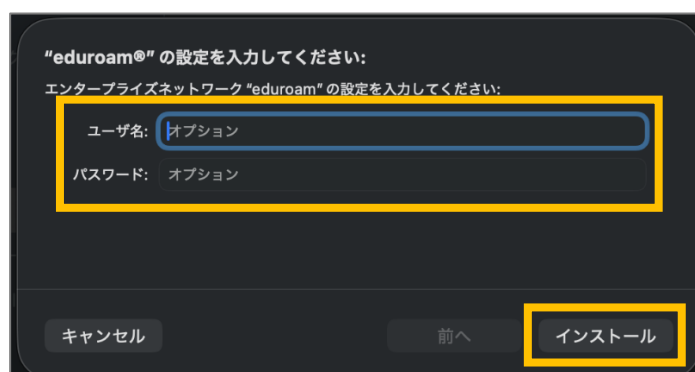 "eduroam®" の設定を入力してください:
エンタープライズネットワーク "eduroam" の設定を入力してください:
ユーザ名: オプション
パスワード: オプション
キャンセル 前へ インストール